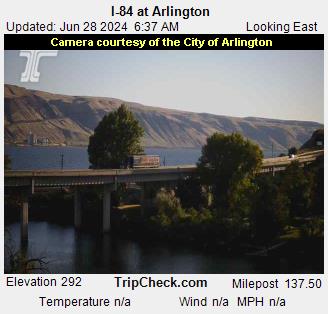 I-84 at Arlington
Updated: Jun 28 2024 6:37 AM Looking East
Camera courtesy of the City of Arlington
Elevation 292 TripCheck.com Milepost 137.50
Temperature n/a Wind n/a MPH n/a